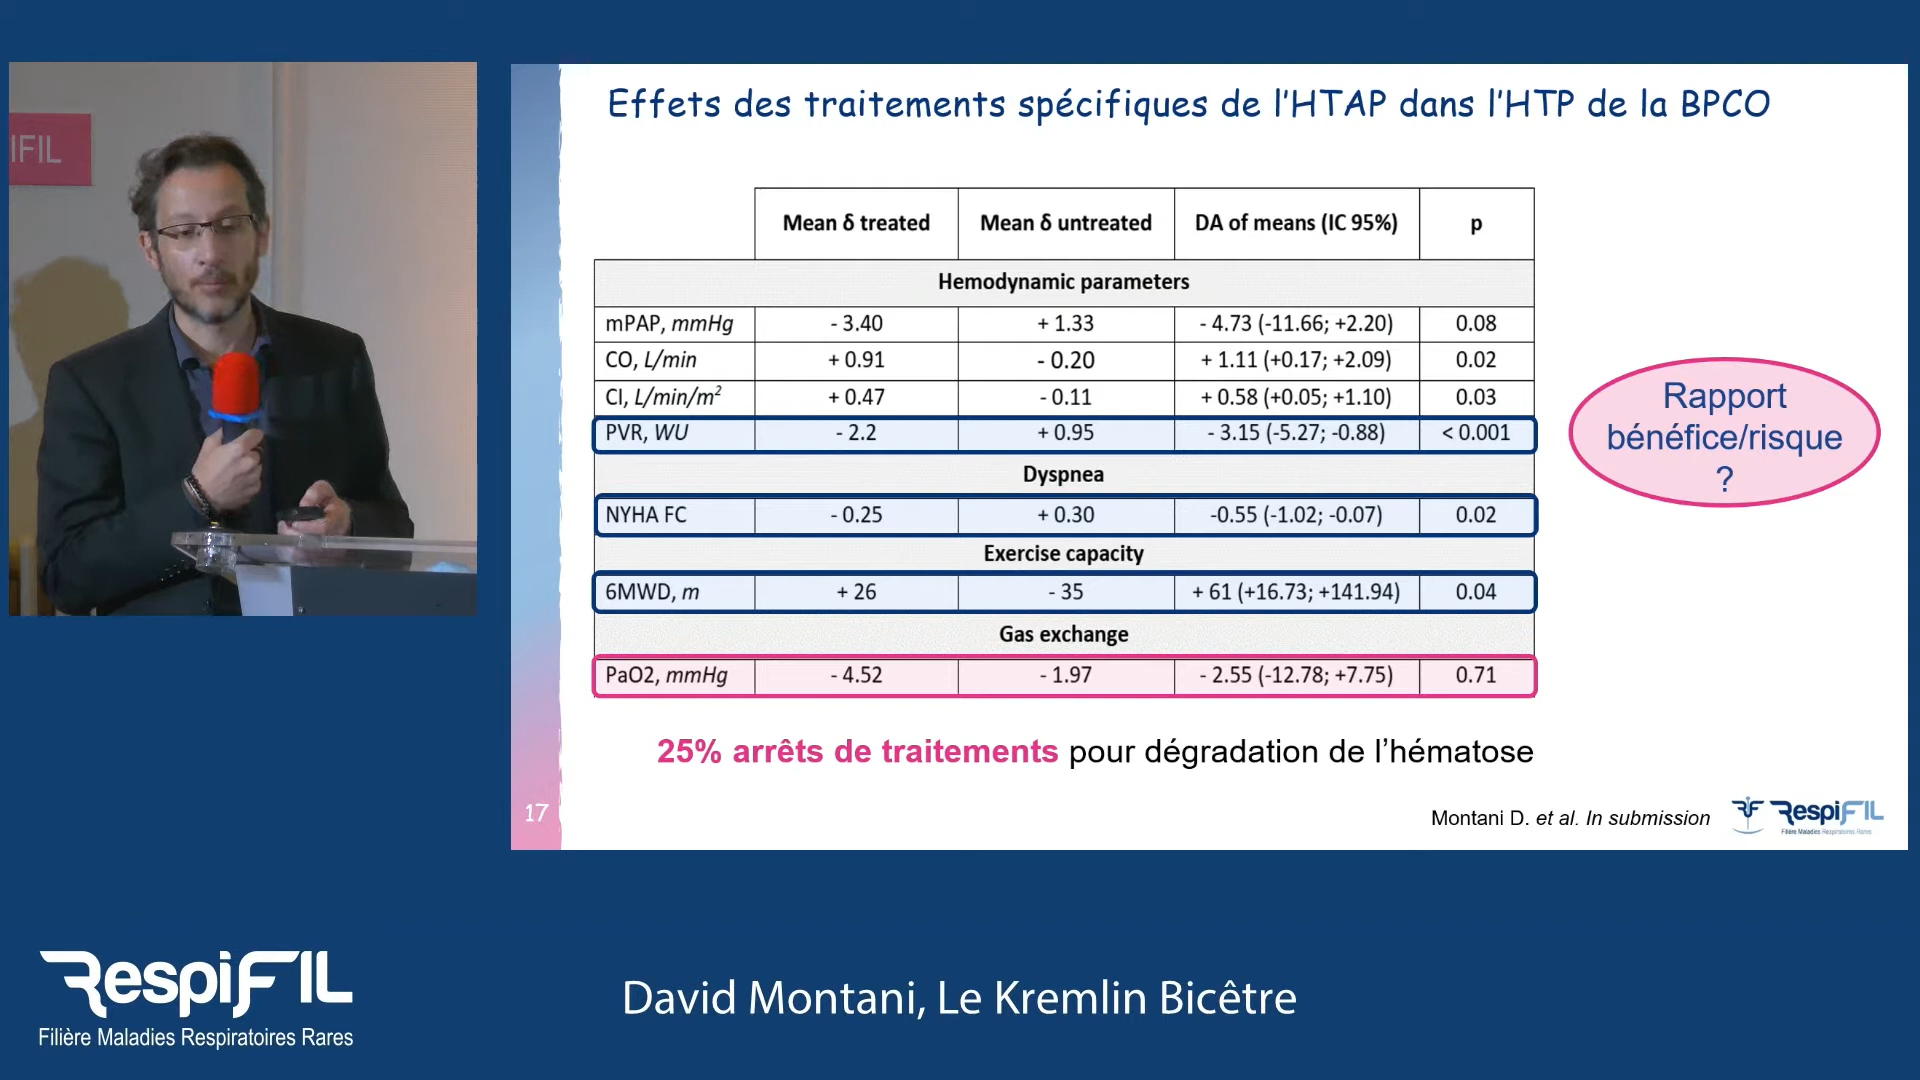 IFIL
Effets des traitements spécifiques de l'HTAP dans l'HTP de la BPCO
Mean δ treated Mean δ untreated DA of means (IC 95%) p
Hemodynamic parameters
mPAP, mmHg - 3.40 + 1.33 - 4.73 (-11.66; +2.20) 0.08
CO, L/min + 0.91 - 0.20 + 1.11 (+0.17; +2.09) 0.02
CI, L/min/m² + 0.47 - 0.11 + 0.58 (+0.05; +1.10) 0.03
PVR, WU - 2.2 + 0.95 - 3.15 (-5.27; -0.88) < 0.001
Dyspnea
NYHA FC - 0.25 + 0.30 -0.55 (-1.02; -0.07) 0.02
Exercise capacity
6MWD, m + 26 - 35 + 61 (+16.73; +141.94) 0.04
Gas exchange
PaO2, mmHg - 4.52 - 1.97 - 2.55 (-12.78; +7.75) 0.71
Rapport
bénéfice/risque
?
25% arrêts de traitements pour dégradation de l'hématose
17
Montani D. et al. In submission
RespiFIL
Filière Maladies Respiratoires Rares
RespiFIL
Filière Maladies Respiratoires Rares
David Montani, Le Kremlin Bicêtre